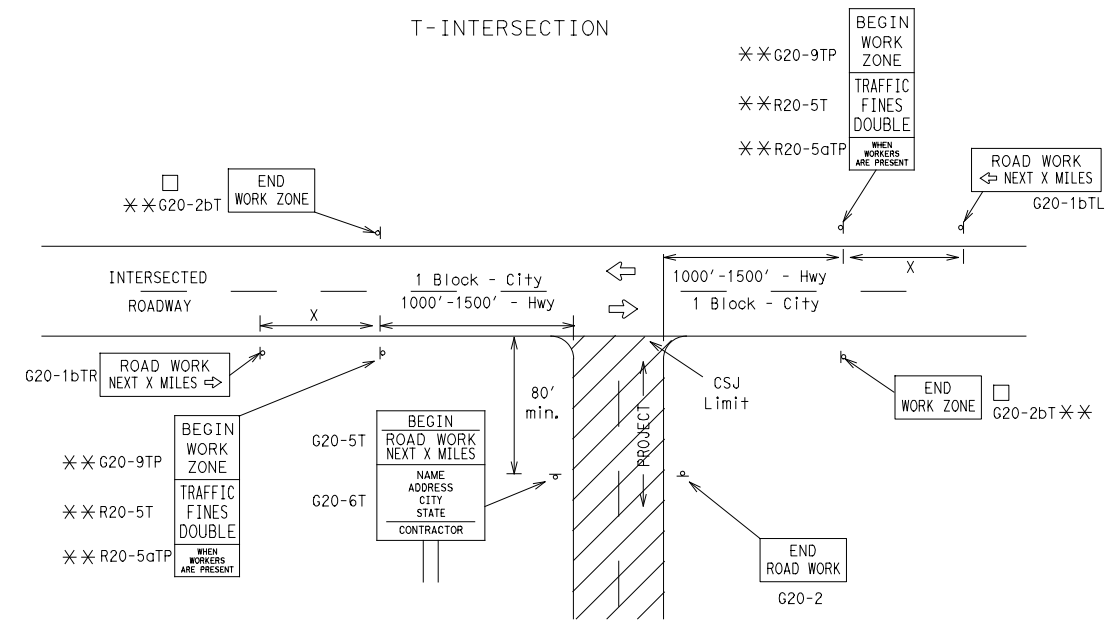 T-INTERSECTION
BEGIN
WORK
ZONE
**G20-9TP
TRAFFIC
FINES
DOUBLE
**R20-5T
WHEN
WORKERS
ARE PRESENT
**R20-5aTP
ROAD WORK
⇦ NEXT X MILES
G20-1bTL
END
WORK ZONE
□
**G20-2bT
INTERSECTED
ROADWAY
1 Block - City
1000'-1500' - Hwy
X
1000'-1500' - Hwy
1 Block - City
X
G20-1bTR
ROAD WORK
NEXT X MILES ⇨
80'
min.
CSJ
Limit
PROJECT
END
WORK ZONE
□
G20-2bT**
BEGIN
WORK
ZONE
**G20-9TP
TRAFFIC
FINES
DOUBLE
**R20-5T
WHEN
WORKERS
ARE PRESENT
**R20-5aTP
G20-5T
BEGIN
ROAD WORK
NEXT X MILES
G20-6T
NAME
ADDRESS
CITY
STATE
CONTRACTOR
END
ROAD WORK
G20-2